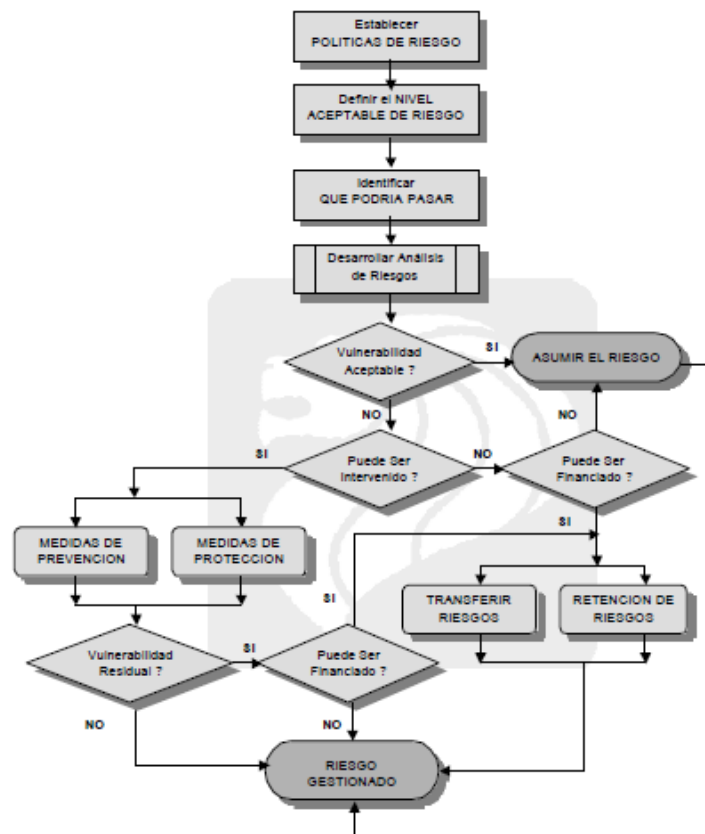 Establecer
POLITICAS DE RIESGO
Definir el NIVEL
ACEPTABLE DE RIESGO
Identificar
QUE PODRIA PASAR
Desarrollar Análisis
de Riesgos
Vulnerabilidad
Aceptable ?
SI
ASUMIR EL RIESGO
NO
NO
SI
Puede Ser
Intervenido ?
NO
Puede Ser
Financiado ?
SI
MEDIDAS DE
PREVENCION
MEDIDAS DE
PROTECCION
SI
TRANSFERIR
RIESGOS
RETENCION DE
RIESGOS
Vulnerabilidad
Residual ?
SI
Puede Ser
Financiado ?
NO
NO
RIESGO
GESTIONADO